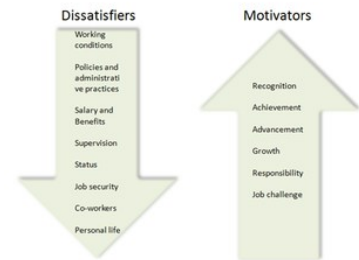 Dissatisfiers
Working
conditions
Policies and
administrati
ve practices
Salary and
Benefits
Supervision
Status
Job security
Co-workers
Personal life
Motivators
Recognition
Achievement
Advancement
Growth
Responsibility
Job challenge